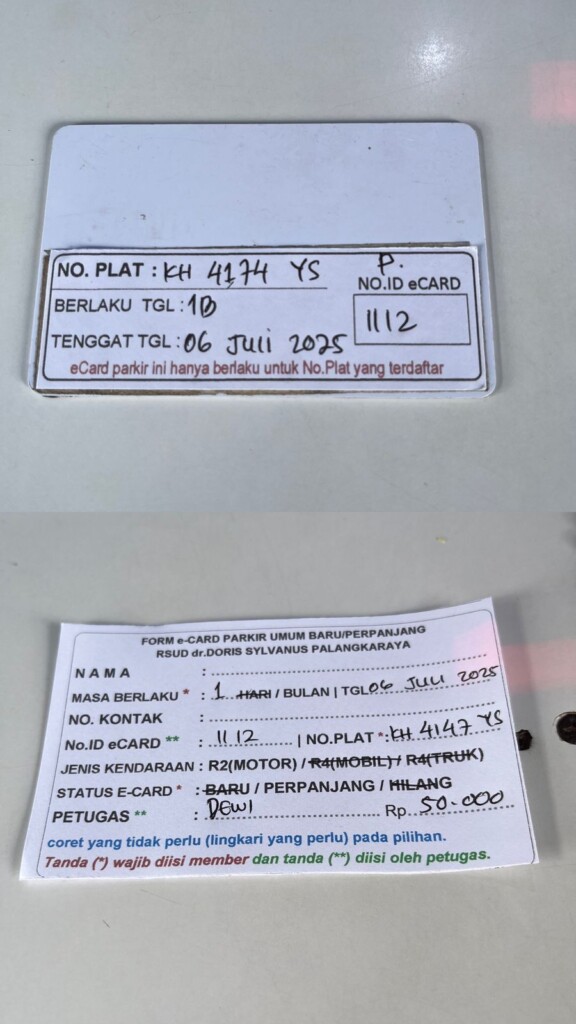 NO. PLAT : KH 4174 YS
P.
NO.ID eCARD
BERLAKU TGL : 1B
1112
TENGGAT TGL : 06 Juli 2025
eCard parkir ini hanya berlaku untuk No.Plat yang terdaftar
FORM e-CARD PARKIR UMUM BARU/PERPANJANG
RSUD dr.DORIS SYLVANUS PALANGKARAYA
NAMA :
MASA BERLAKU * : 1 HARI / BULAN | TGL 06 JULI 2025
NO. KONTAK :
No.ID eCARD ** : 1112 | NO.PLAT *: KH 4147 YS
JENIS KENDARAAN : R2(MOTOR) / R4(MOBIL) / R4(TRUK)
STATUS E-CARD * : BARU / PERPANJANG / HILANG
PETUGAS ** : DEWI Rp. 50.000
coret yang tidak perlu (lingkari yang perlu) pada pilihan.
Tanda (*) wajib diisi member dan tanda (**) diisi oleh petugas.